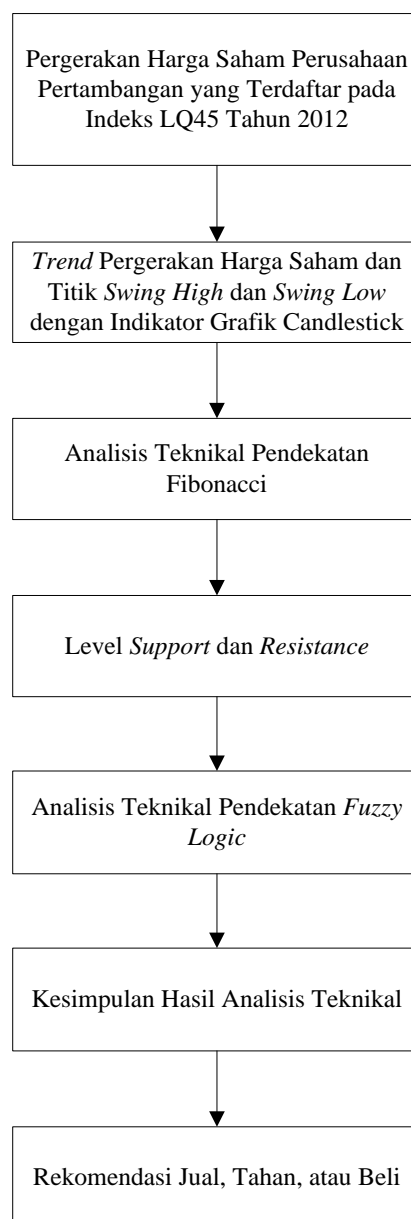 Pergerakan Harga Saham Perusahaan
Pertambangan yang Terdaftar pada
Indeks LQ45 Tahun 2012
Trend Pergerakan Harga Saham dan
Titik Swing High dan Swing Low
dengan Indikator Grafik Candlestick
Analisis Teknikal Pendekatan
Fibonacci
Level Support dan Resistance
Analisis Teknikal Pendekatan Fuzzy
Logic
Kesimpulan Hasil Analisis Teknikal
Rekomendasi Jual, Tahan, atau Beli